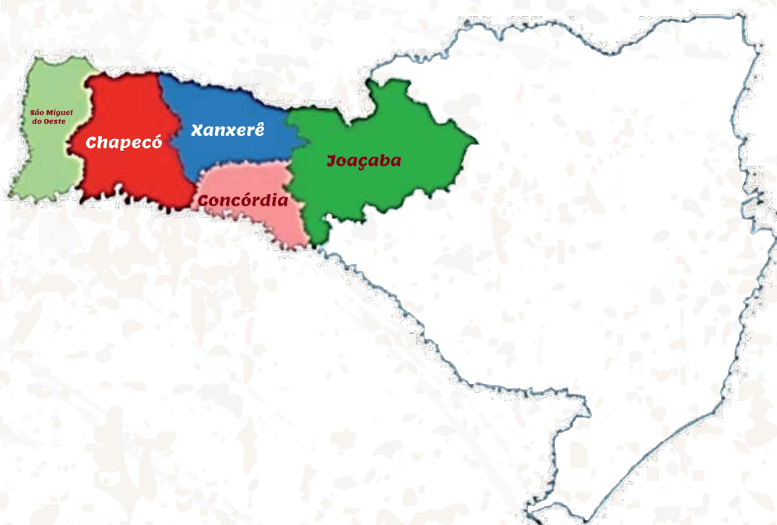 São Miguel
do Oeste
Chapecó
Xanxerê
Joaçaba
Concórdia